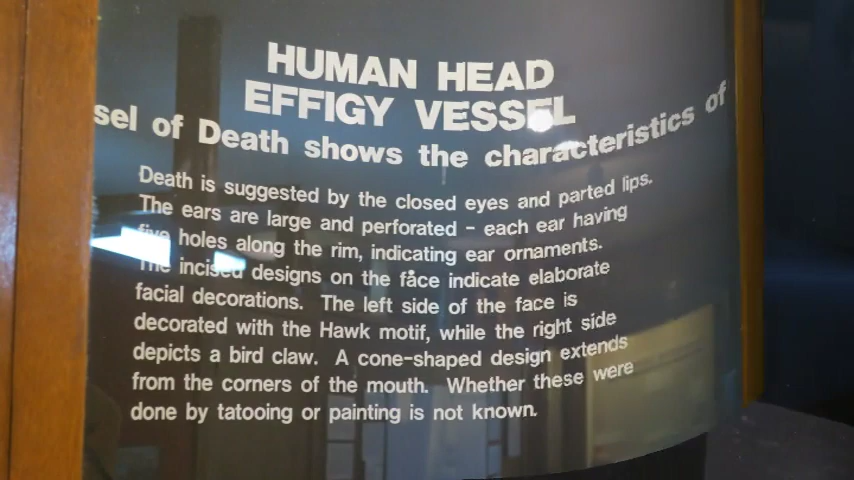 HUMAN HEAD
EFFIGY VESSEL
sel of Death shows the characteristics of
Death is suggested by the closed eyes and parted lips.
The ears are large and perforated - each ear having
five holes along the rim, indicating ear ornaments.
The incised designs on the face indicate elaborate
facial decorations. The left side of the face is
decorated with the Hawk motif, while the right side
depicts a bird claw. A cone-shaped design extends
from the corners of the mouth. Whether these were
done by tatooing or painting is not known.